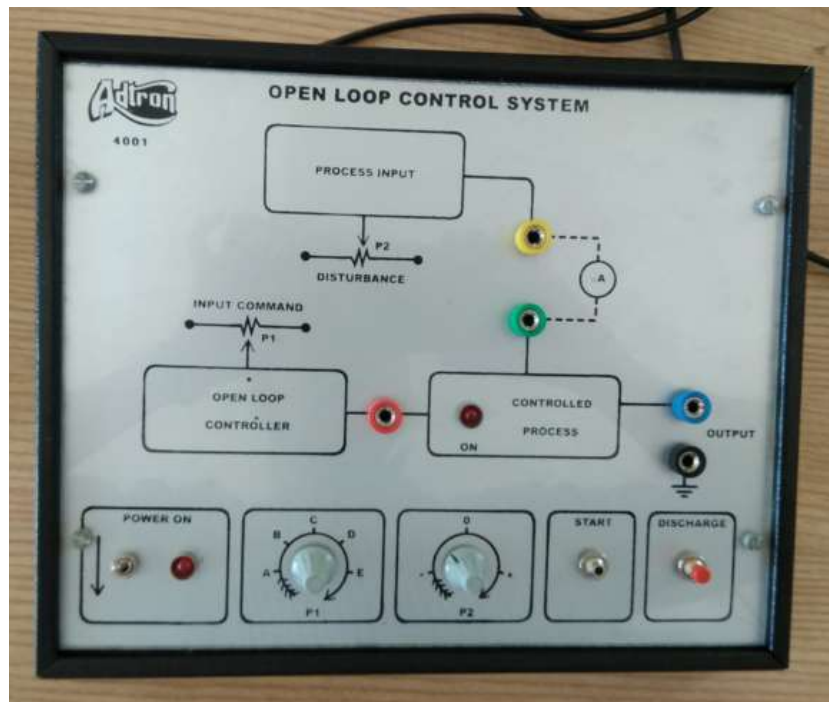 Adtron
4001
OPEN LOOP CONTROL SYSTEM
PROCESS INPUT
P2
DISTURBANCE
A
INPUT COMMAND
P1
OPEN LOOP
CONTROLLER
CONTROLLED
PROCESS
ON
OUTPUT
POWER ON
A
B
C
D
E
P1
-
D
+
P2
START
DISCHARGE